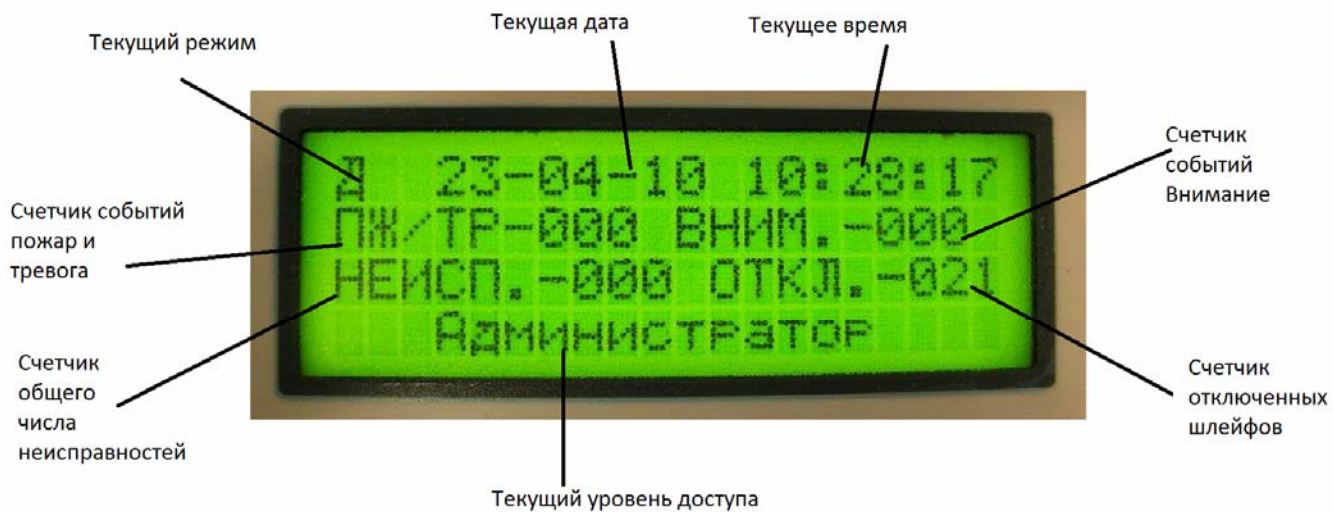 Текущая дата
Текущее время
Текущий режим
Д 23-04-10 10:28:17
ПЖ/ТР-000 ВНИМ.-000
НЕИСП.-000 ОТКЛ.-021
Администратор
Счетчик
событий
Внимание
Счетчик событий
пожар и
тревога
Счетчик
общего
числа
неисправностей
Счетчик
отключенных
шлейфов
Текущий уровень доступа